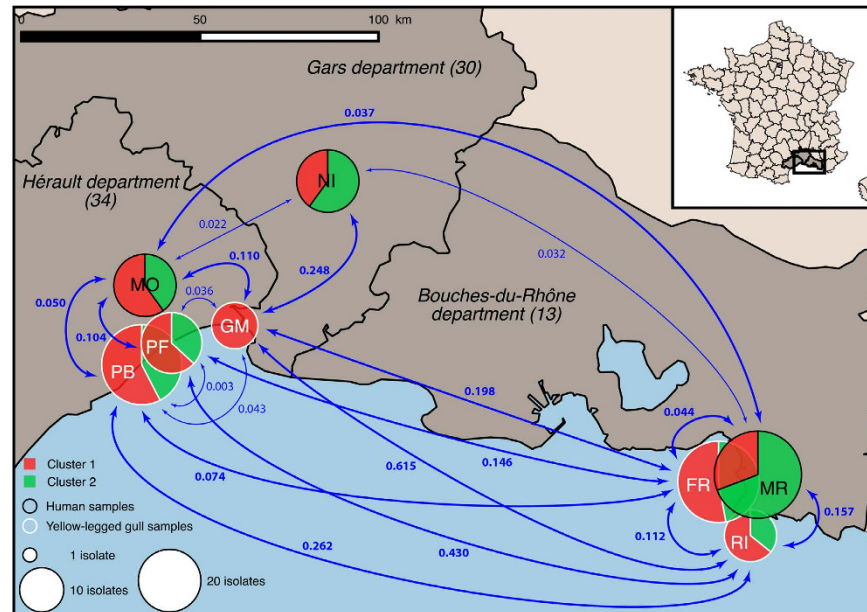 0
50
100 km
Gars department (30)
0.037
Hérault department
(34)
NI
0.022
0.032
MO
0.110
0.248
0.050
0.036
GM
Bouches-du-Rhône
department (13)
0.104
PF
PB
0.003
0.198
0.043
0.044
Cluster 1
Cluster 2
0.074
0.615
0.146
FR
MR
Human samples
Yellow-legged gull samples
0.157
0.112
RI
1 isolate
0.262
0.430
10 isolates
20 isolates